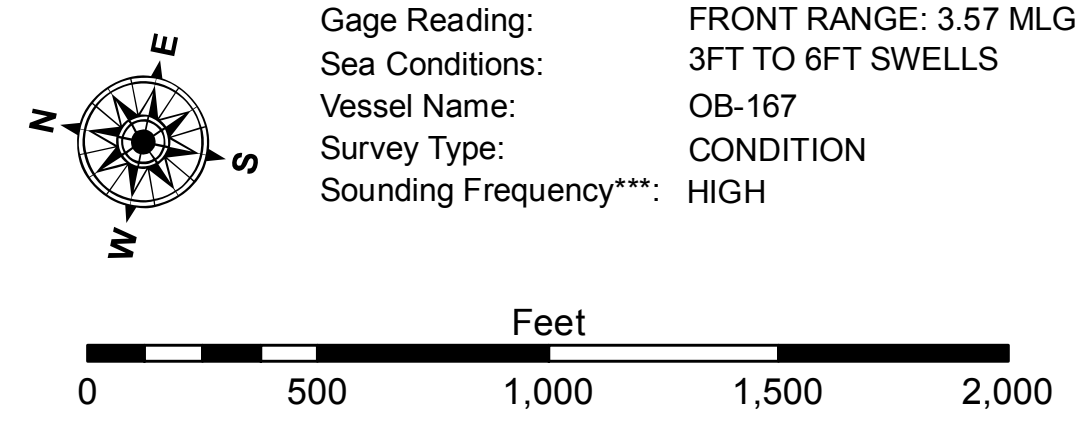 E
N
S
W
Gage Reading: FRONT RANGE: 3.57 MLG
Sea Conditions: 3FT TO 6FT SWELLS
Vessel Name: OB-167
Survey Type: CONDITION
Sounding Frequency***: HIGH
Feet
0 500 1,000 1,500 2,000